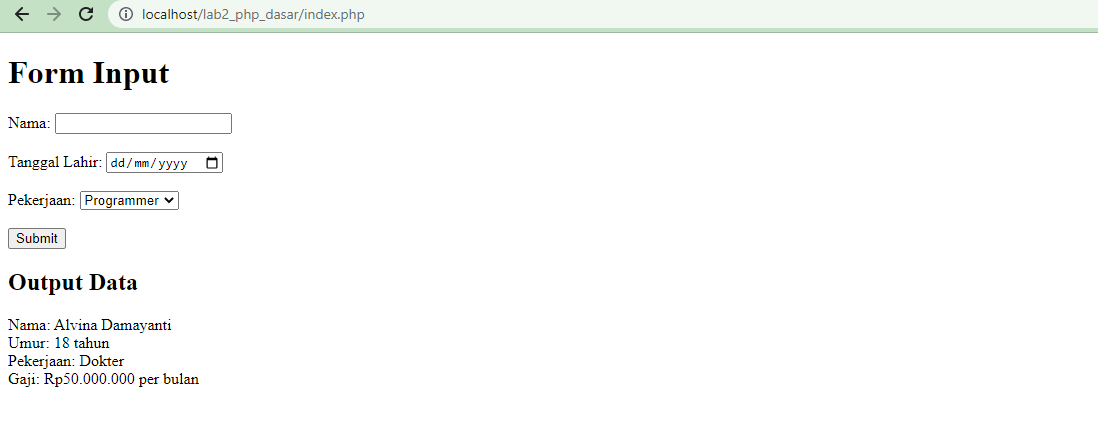 localhost/lab2_php_dasar/index.php
Form Input
Nama:
Tanggal Lahir: dd/mm/yyyy
Pekerjaan: Programmer
Submit
Output Data
Nama: Alvina Damayanti
Umur: 18 tahun
Pekerjaan: Dokter
Gaji: Rp50.000.000 per bulan